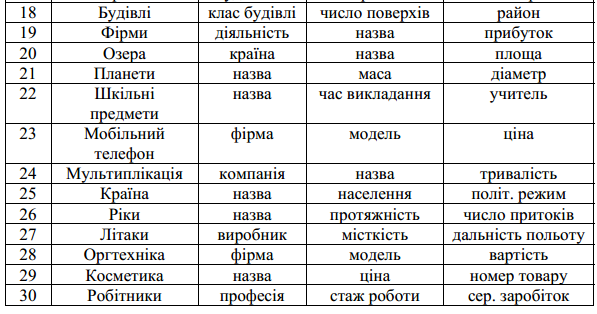 18 Будівлі клас будівлі число поверхів район
19 Фірми діяльність назва прибуток
20 Озера країна назва площа
21 Планети назва маса діаметр
22 Шкільні предмети назва час викладання учитель
23 Мобільний телефон фірма модель ціна
24 Мультиплікація компанія назва тривалість
25 Країна назва населення політ. режим
26 Ріки назва протяжність число притоків
27 Літаки виробник місткість дальність польоту
28 Оргтехніка фірма модель вартість
29 Косметика назва ціна номер товару
30 Робітники професія стаж роботи сер. заробіток